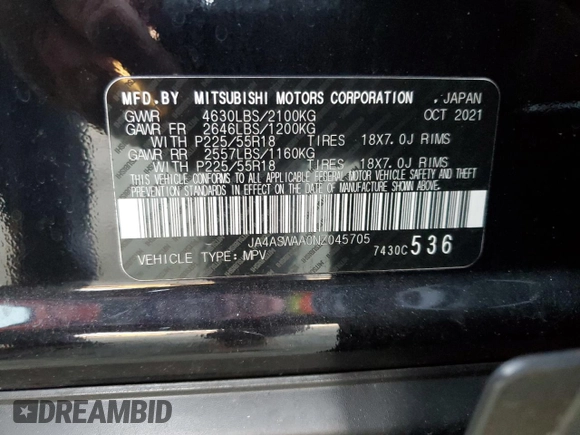 MFD.BY MITSUBISHI MOTORS CORPORATION , JAPAN
GVWR 4630LBS/2100KG OCT 2021
GAWR FR 2646LBS/1200KG
WITH P225/55R18 TIRES 18X7.0J RIMS
GAWR RR 2557LBS/1160KG
WITH P225/55R18 TIRES 18X7.0J RIMS
THIS VEHICLE CONFORMS TO ALL APPLICABLE FEDERAL MOTOR VEHICLE SAFETY AND THEFT
PREVENTION STANDARDS IN EFFECT ON THE DATE OF MANUFACTURE SHOWN ABOVE.
JA4ASWAA0NZ045705
VEHICLE TYPE: MPV 7430C 536
DREAMBID